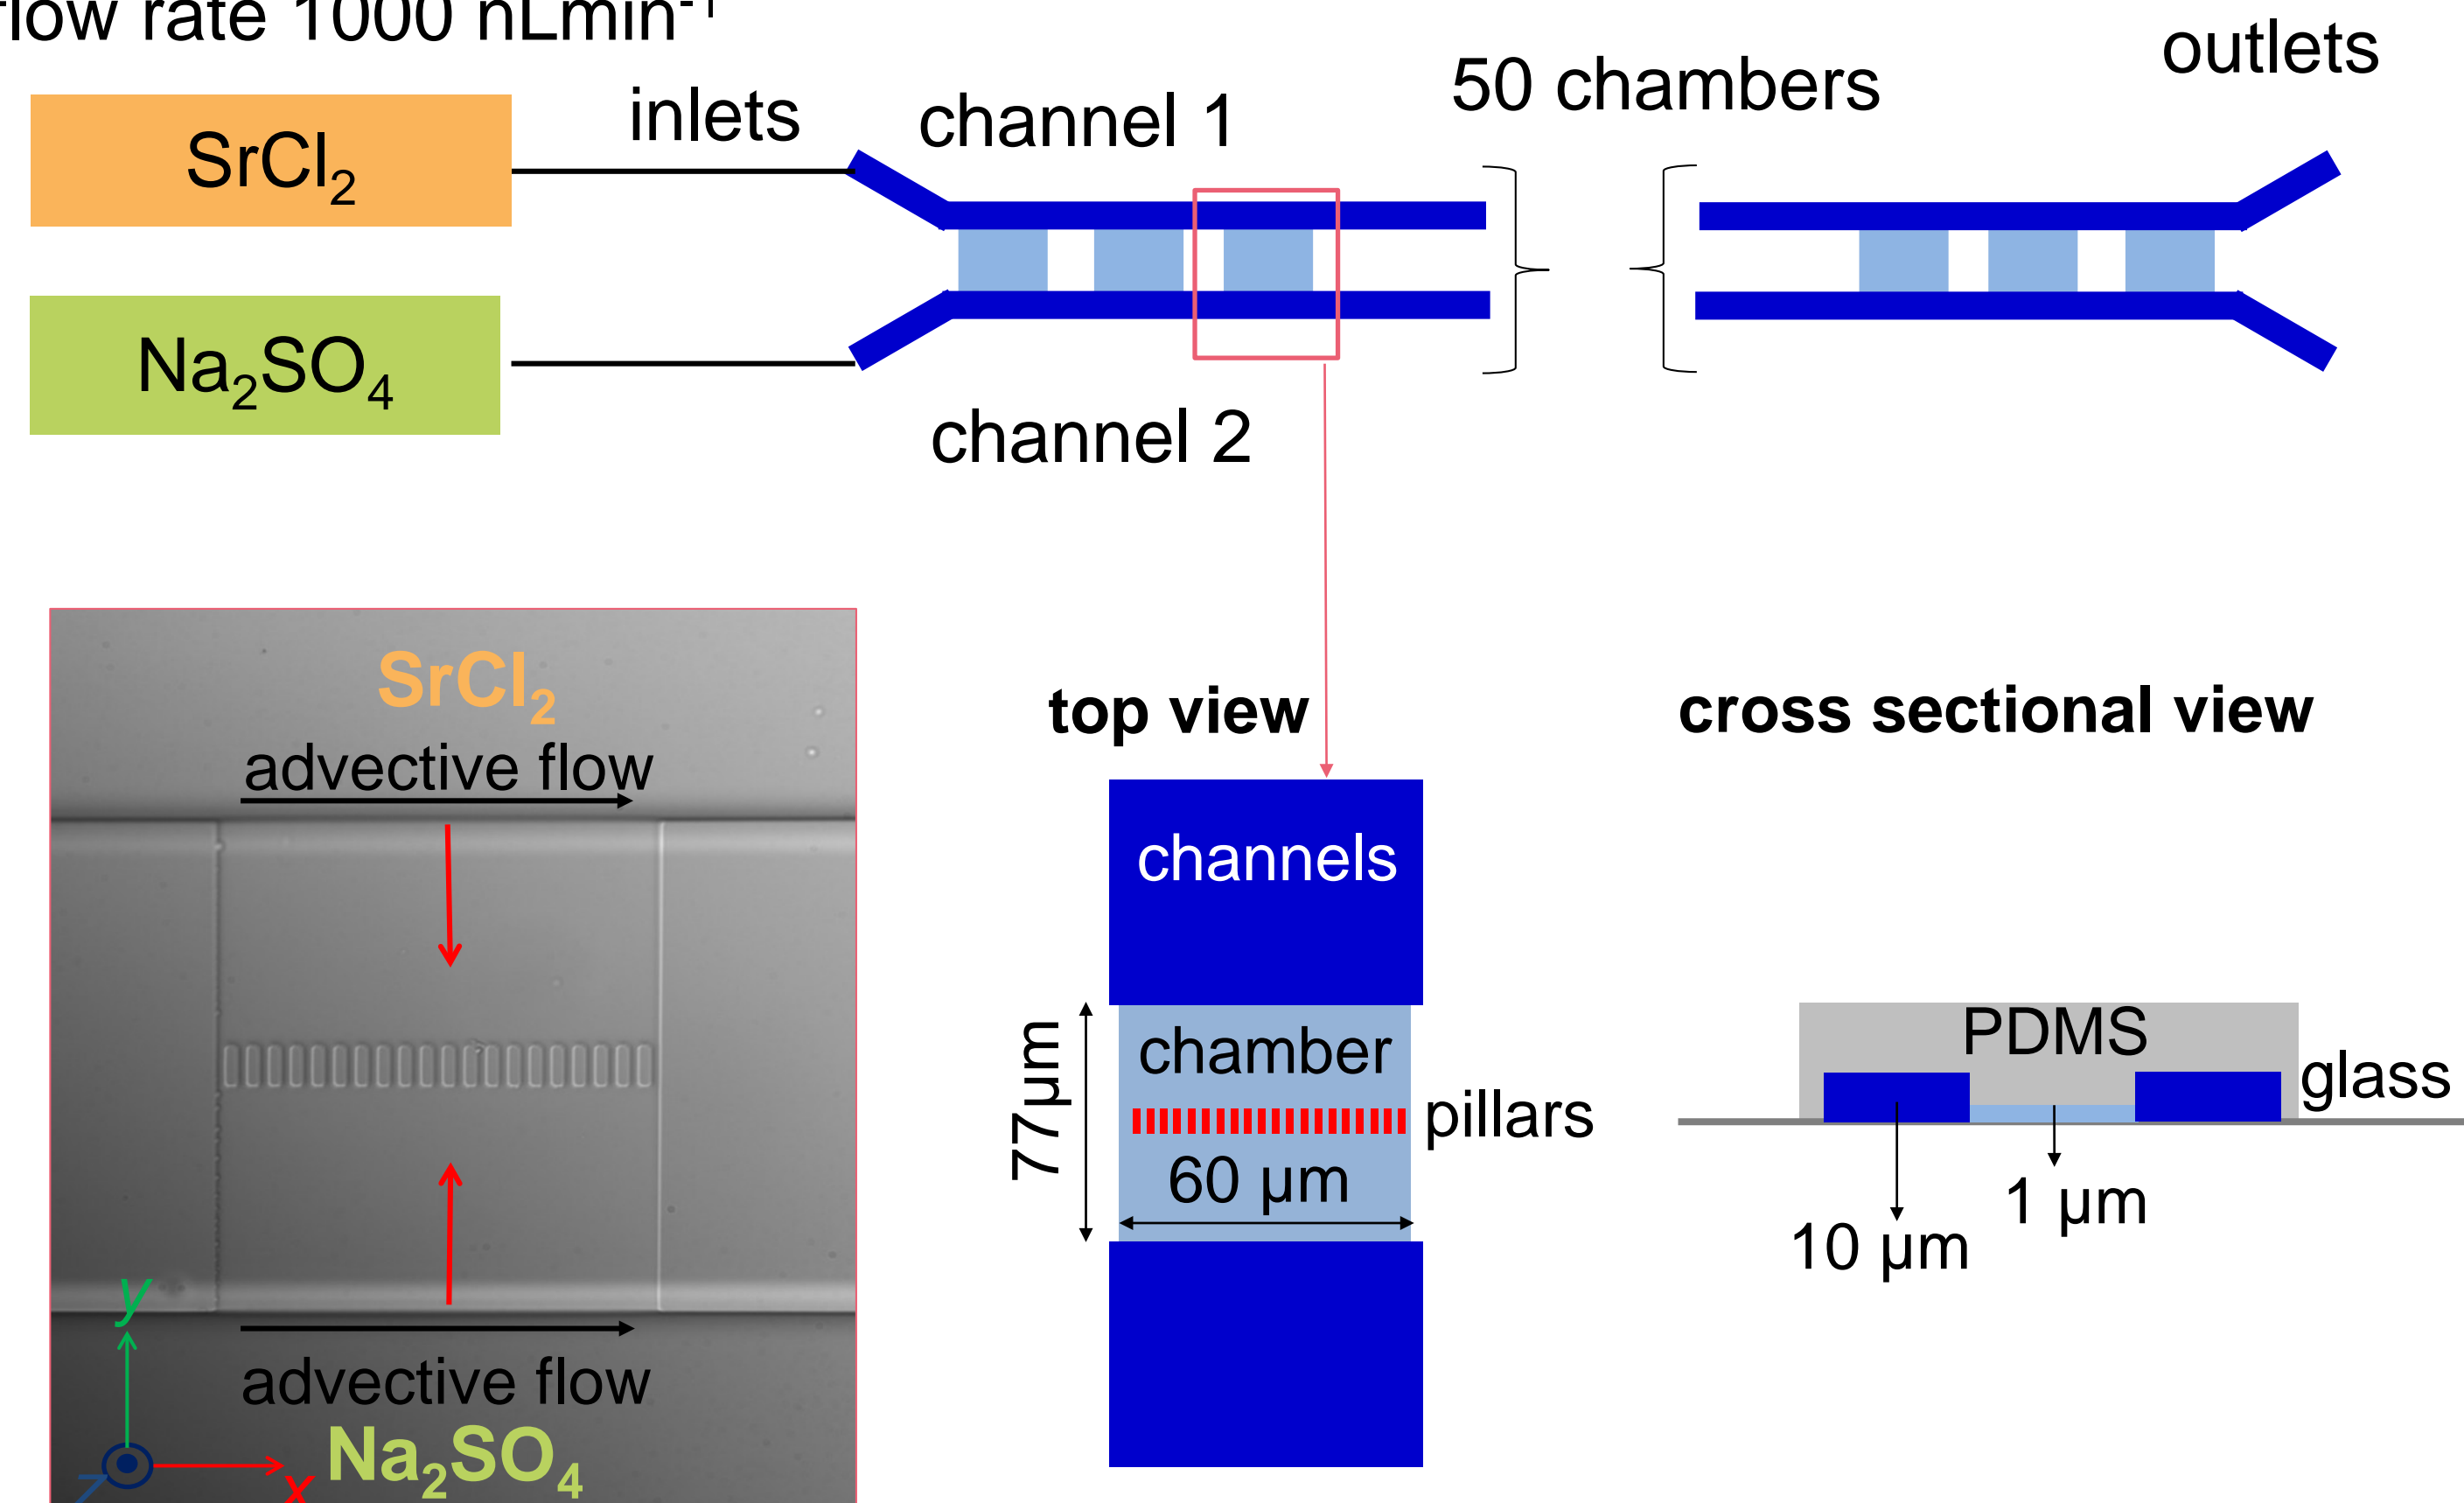 flow rate 1000 nLmin⁻¹
outlets
50 chambers
inlets
channel 1
SrCl₂
Na₂SO₄
channel 2
SrCl₂
advective flow
top view
cross sectional view
channels
PDMS
glass
chamber
77µm
pillars
60 µm
1 µm
10 µm
y
advective flow
Na₂SO₄
z
x